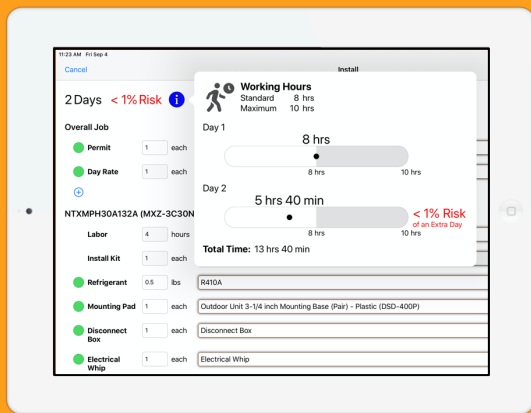 11:23 AM Fri Sep 4
Cancel
Install
2 Days < 1% Risk i
Working Hours
Standard 8 hrs
Maximum 10 hrs
Overall Job
Day 1
8 hrs
8 hrs 10 hrs
Permit 1 each
Day Rate 1 each
Day 2
5 hrs 40 min
< 1% Risk
of an Extra Day
8 hrs 10 hrs
NTXMPH30A132A (MXZ-3C30N
Total Time: 13 hrs 40 min
Labor 4 hours
Install Kit 1 each
Refrigerant 0.5 lbs R410A
Mounting Pad 1 each Outdoor Unit 3-1/4 inch Mounting Base (Pair) - Plastic (DSD-400P)
Disconnect Box 1 each Disconnect Box
Electrical Whip 1 each Electrical Whip